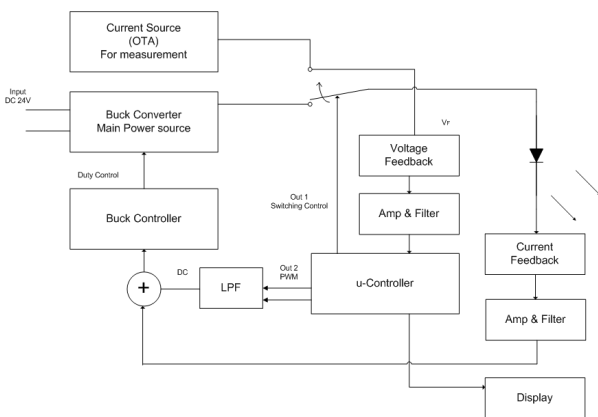 Current Source
(OTA)
For measurement
Input
DC 24V
Buck Converter
Main Power source
VF
Voltage
Feedback
Duty Control
Out 1
Switching Control
Amp & Filter
Buck Controller
Current
Feedback
DC
Out 2
PWM
+
LPF
u-Controller
Amp & Filter
Display